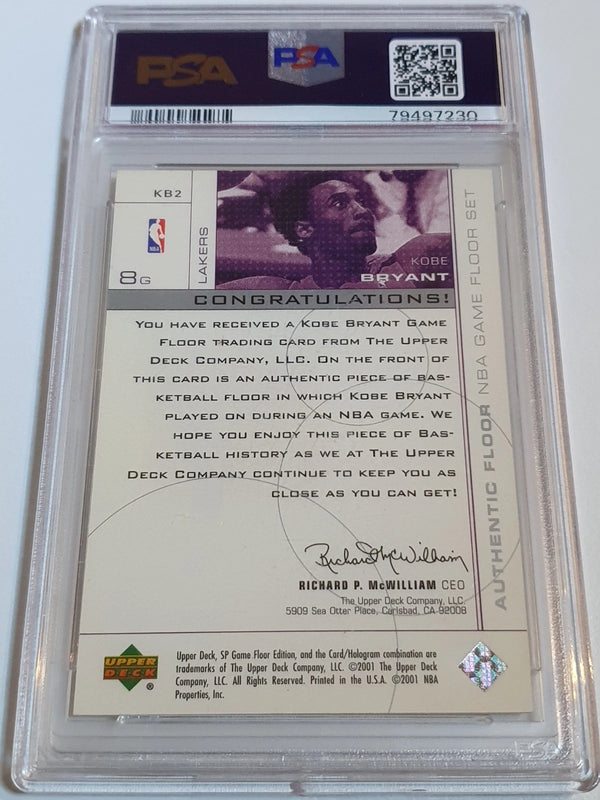 PSA
PSA
79497230
KB2
NBA
8G
LAKERS
KOBE
BRYANT
CONGRATULATIONS!
YOU HAVE RECEIVED A KOBE BRYANT GAME
FLOOR TRADING CARD FROM THE UPPER
DECK COMPANY, LLC. ON THE FRONT OF
THIS CARD IS AN AUTHENTIC PIECE OF BAS-
KETBALL FLOOR IN WHICH KOBE BRYANT
PLAYED ON DURING AN NBA GAME. WE
HOPE YOU ENJOY THIS PIECE OF BAS-
KETBALL HISTORY AS WE AT THE UPPER
DECK COMPANY CONTINUE TO KEEP YOU AS
CLOSE AS YOU CAN GET!
AUTHENTIC FLOOR NBA GAME FLOOR SET
Richard McWilliam
RICHARD P. McWILLIAM CEO
The Upper Deck Company, LLC.
5909 Sea Otter Place, Carlsbad, CA 92008
UPPER
DECK
®
Upper Deck, SP Game Floor Edition, and the Card/Hologram combination are
trademarks of The Upper Deck Company, LLC. ©2001 The Upper Deck
Company, LLC. All Rights Reserved. Printed in the U.S.A. ©2001 NBA
Properties, Inc.